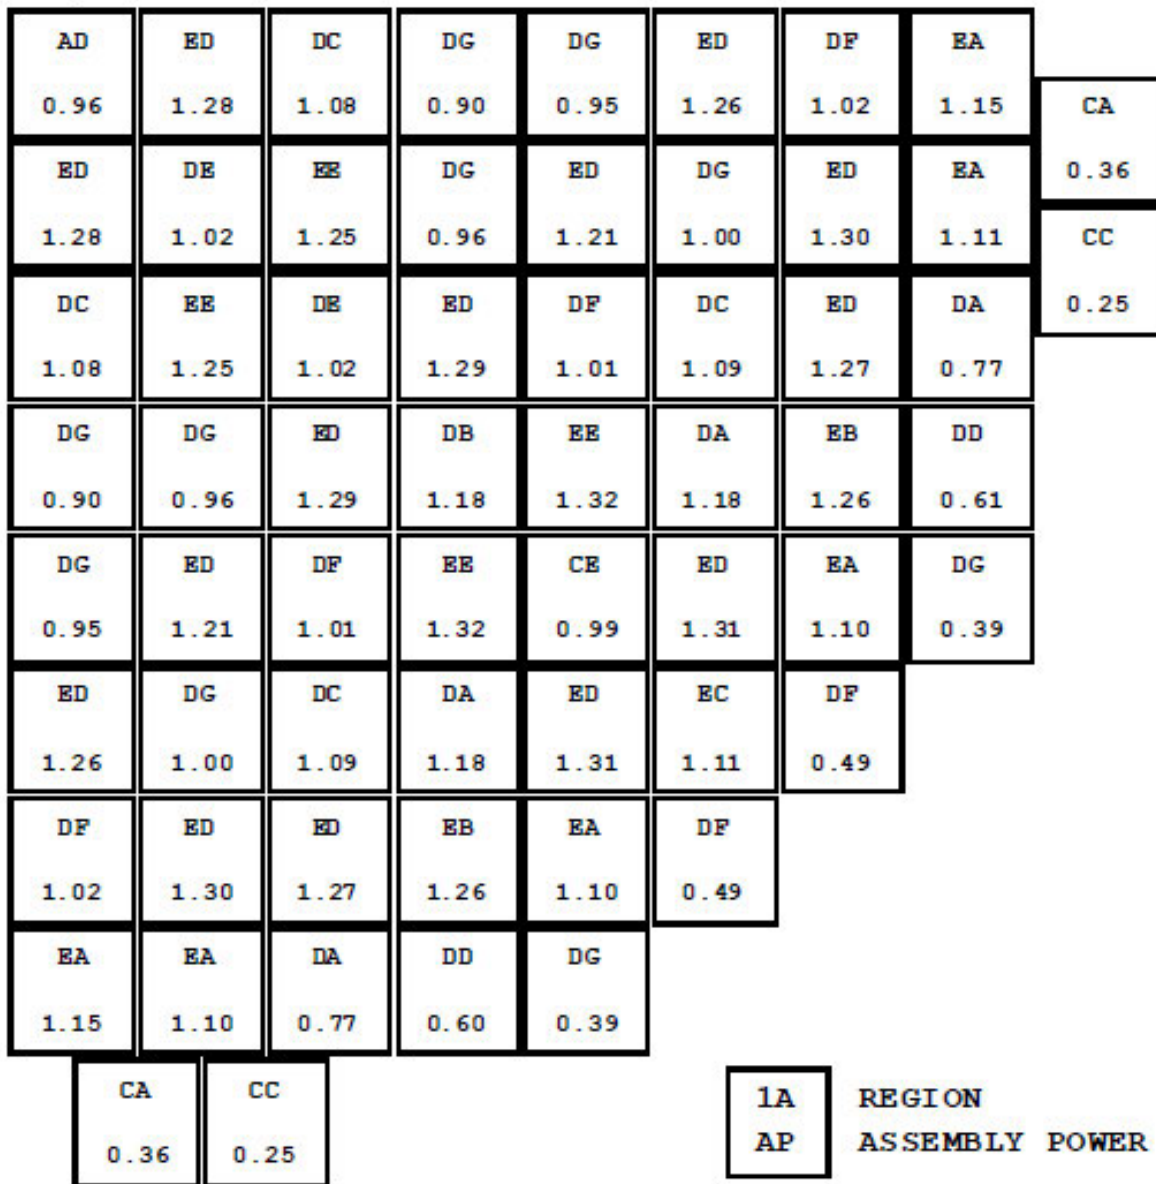 AD ED DC DG DG ED DF EA
0.96 1.28 1.08 0.90 0.95 1.26 1.02 1.15 CA
ED DE EE DG ED DG ED EA 0.36
1.28 1.02 1.25 0.96 1.21 1.00 1.30 1.11 CC
DC EE DE ED DF DC ED DA 0.25
1.08 1.25 1.02 1.29 1.01 1.09 1.27 0.77
DG DG ED DB EE DA EB DD
0.90 0.96 1.29 1.18 1.32 1.18 1.26 0.61
DG ED DF EE CE ED EA DG
0.95 1.21 1.01 1.32 0.99 1.31 1.10 0.39
ED DG DC DA ED EC DF
1.26 1.00 1.09 1.18 1.31 1.11 0.49
DF ED ED EB EA DF
1.02 1.30 1.27 1.26 1.10 0.49
EA EA DA DD DG
1.15 1.10 0.77 0.60 0.39
CA CC
0.36 0.25
1A REGION
AP ASSEMBLY POWER